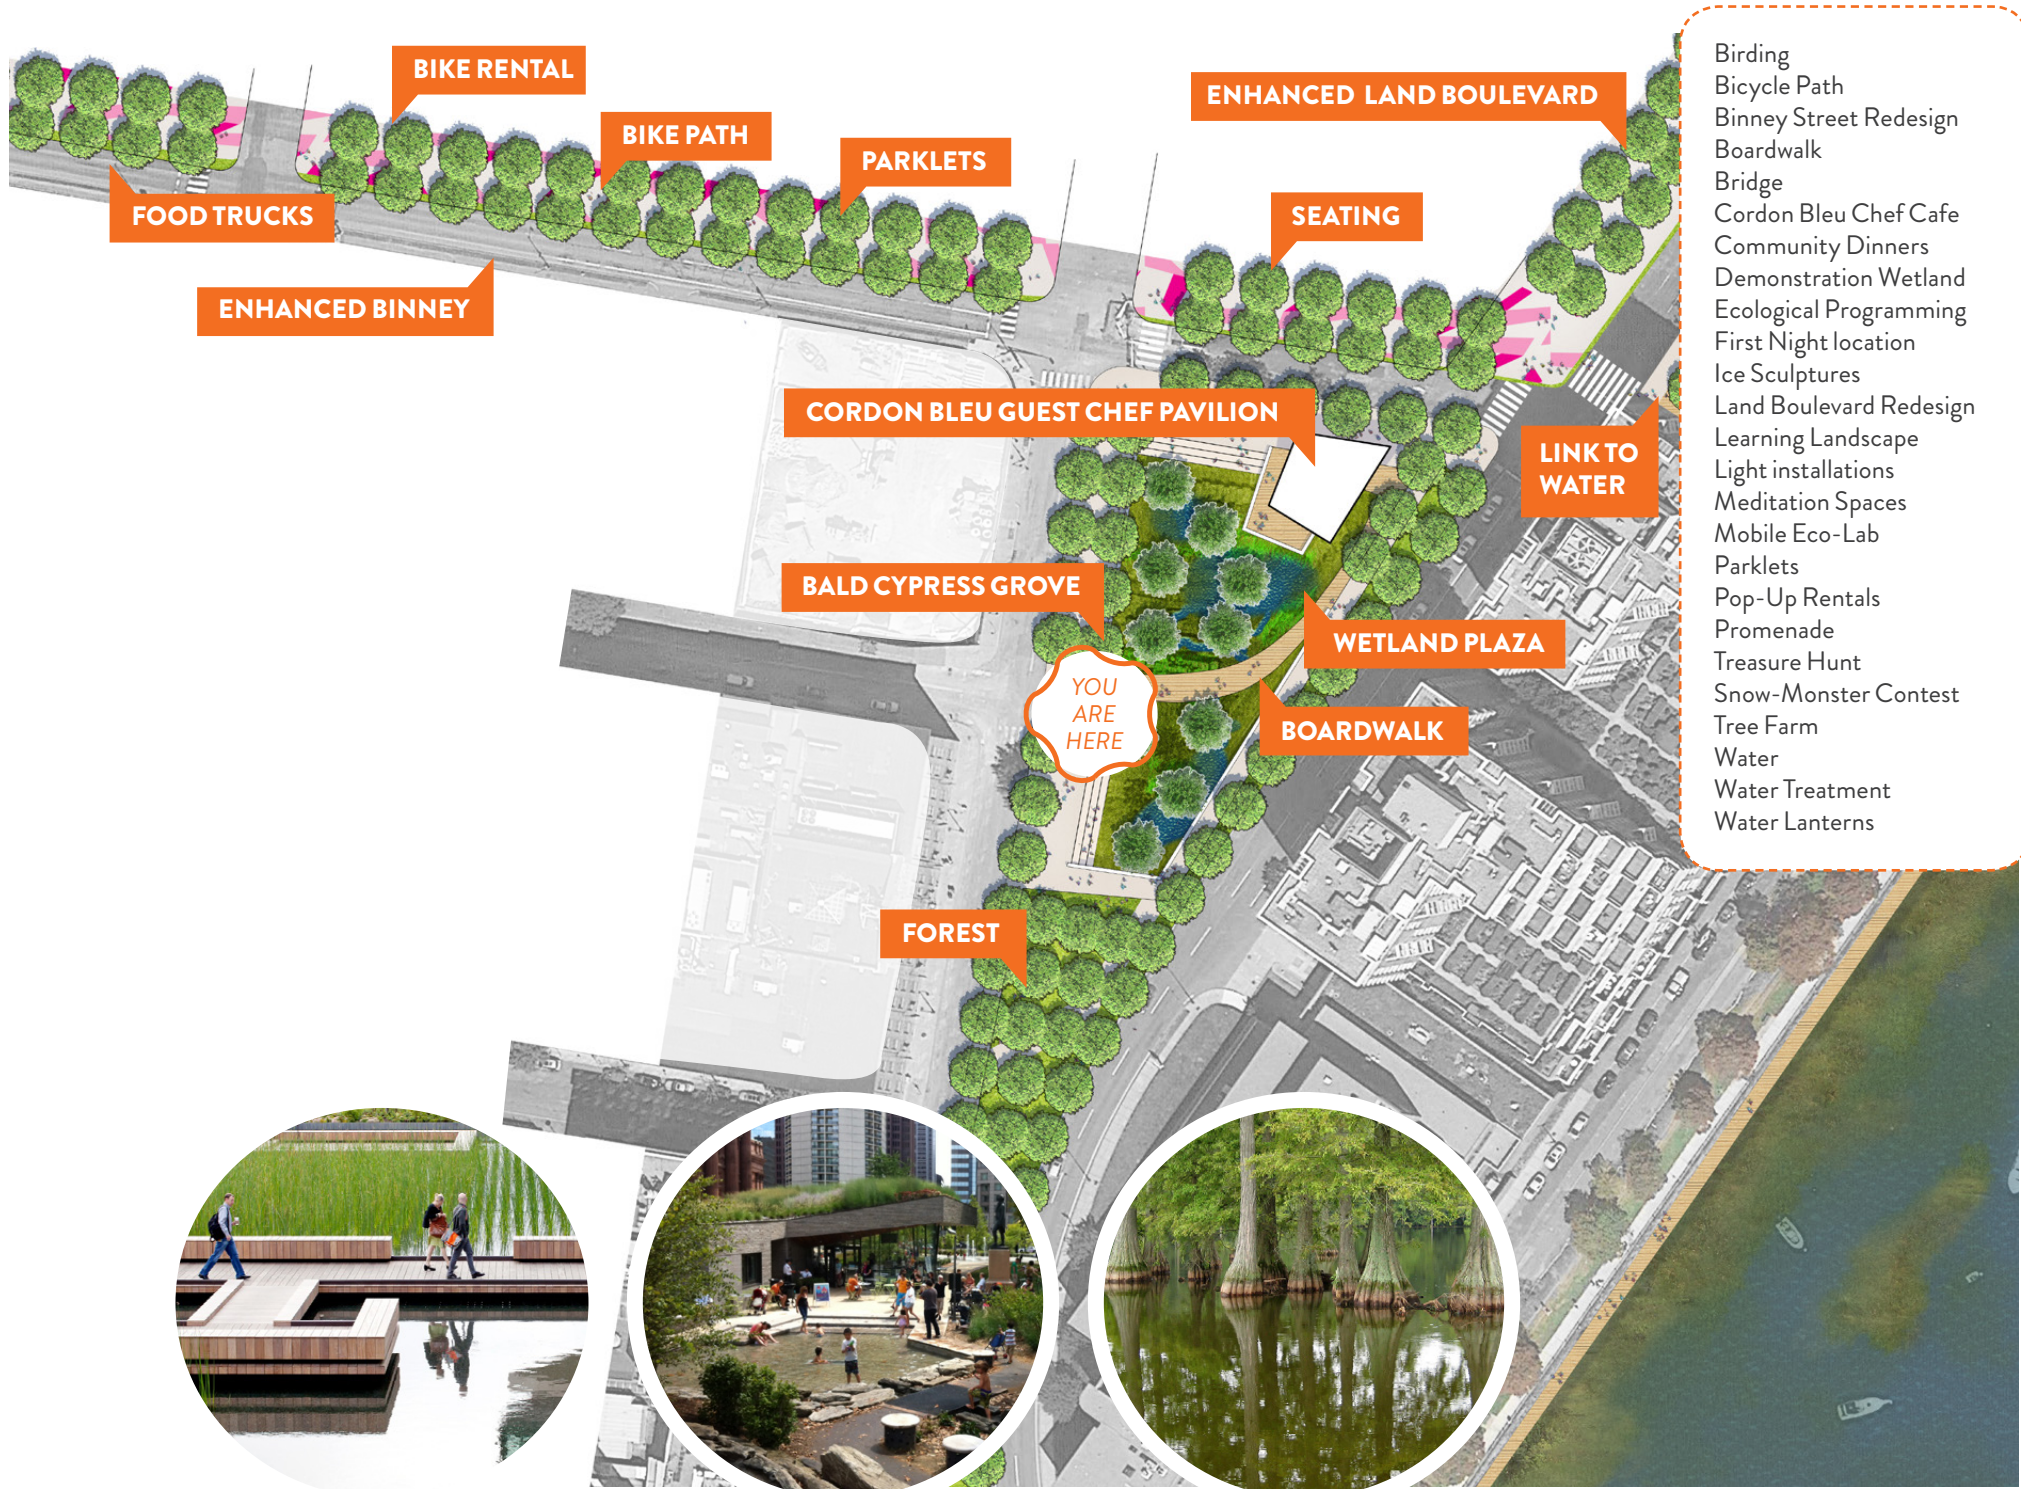 BIKE RENTAL
BIKE PATH
PARKLETS
FOOD TRUCKS
ENHANCED BINNEY
ENHANCED LAND BOULEVARD
SEATING
CORDON BLEU GUEST CHEF PAVILION
LINK TO
WATER
BALD CYPRESS GROVE
WETLAND PLAZA
YOU
ARE
HERE
BOARDWALK
FOREST
Birding
Bicycle Path
Binney Street Redesign
Boardwalk
Bridge
Cordon Bleu Chef Cafe
Community Dinners
Demonstration Wetland
Ecological Programming
First Night location
Ice Sculptures
Land Boulevard Redesign
Learning Landscape
Light installations
Meditation Spaces
Mobile Eco-Lab
Parklets
Pop-Up Rentals
Promenade
Treasure Hunt
Snow-Monster Contest
Tree Farm
Water
Water Treatment
Water Lanterns